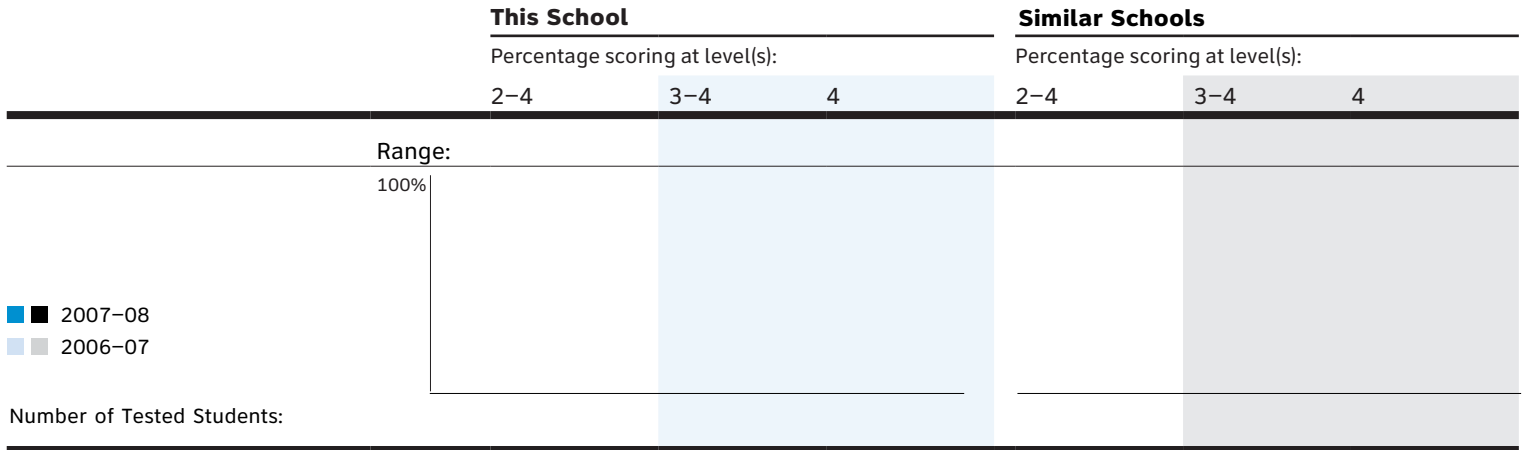 This School Similar Schools
Percentage scoring at level(s): Percentage scoring at level(s):
2–4 3–4 4 2–4 3–4 4
Range:
100%
2007–08
2006–07
Number of Tested Students: